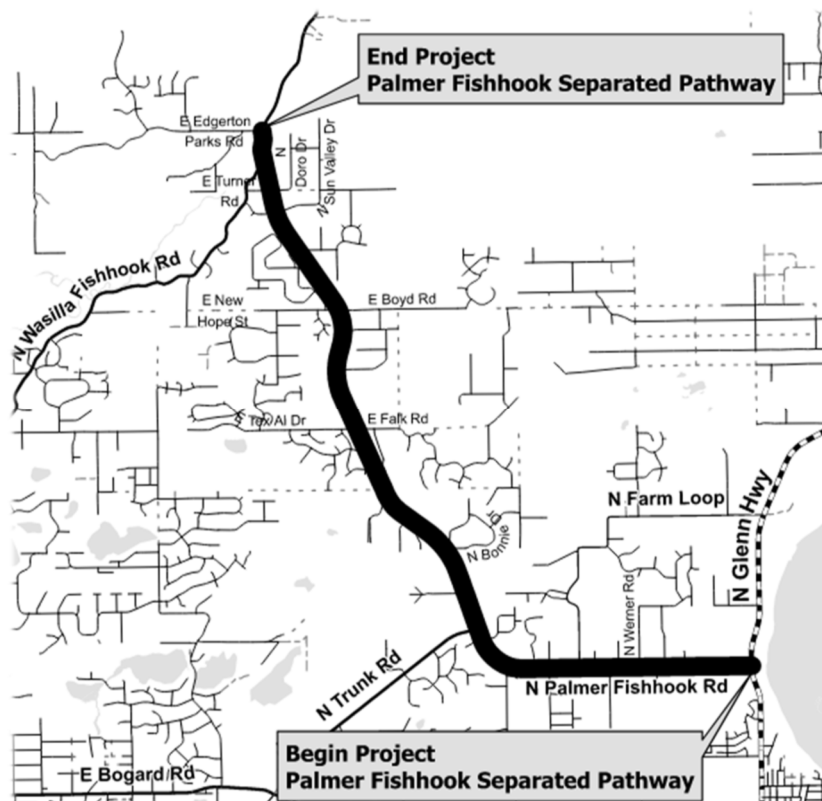 End Project
Palmer Fishhook Separated Pathway
E Edgerton
Parks Rd
N
Doro Dr
N Sun Valley Dr
E Turner
Rd
N Wasilla Fishhook Rd
E New
Hope St
E Boyd Rd
E Tex Al Dr
E Falk Rd
N Farm Loop
N Glenn Hwy
N Bonnie
Dr
N Werner Rd
N Trunk Rd
N Palmer Fishhook Rd
Begin Project
Palmer Fishhook Separated Pathway
E Bogard Rd